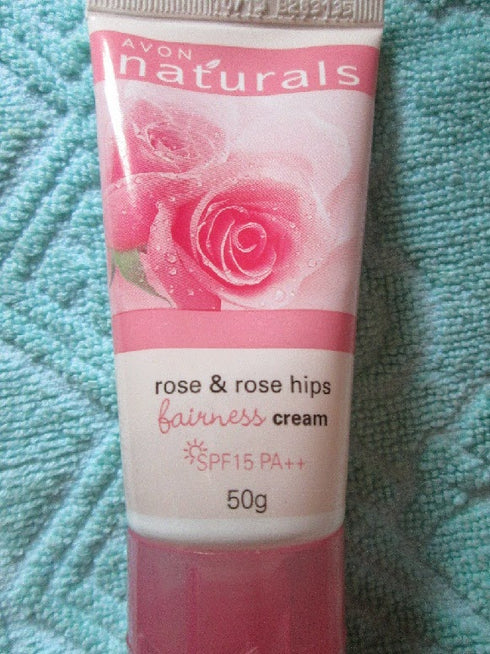 AVON
naturals
rose & rose hips
fairness cream
SPF15 PA++
50g